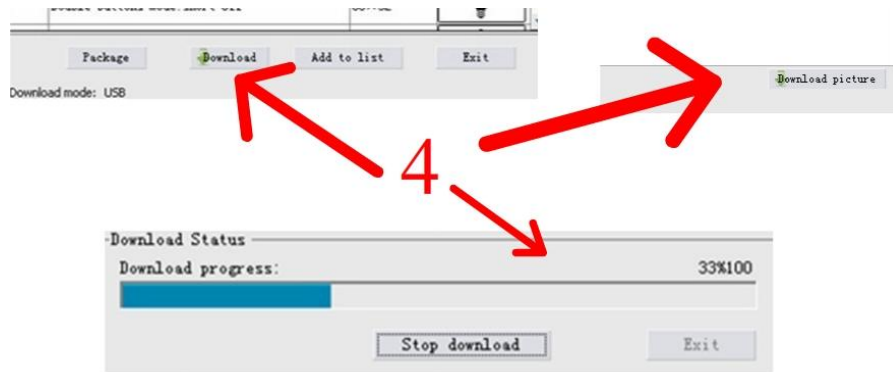 Package
Download
Add to list
Exit
Download picture
Download mode: USB
4
Download Status
Download progress:
33%100
Stop download
Exit